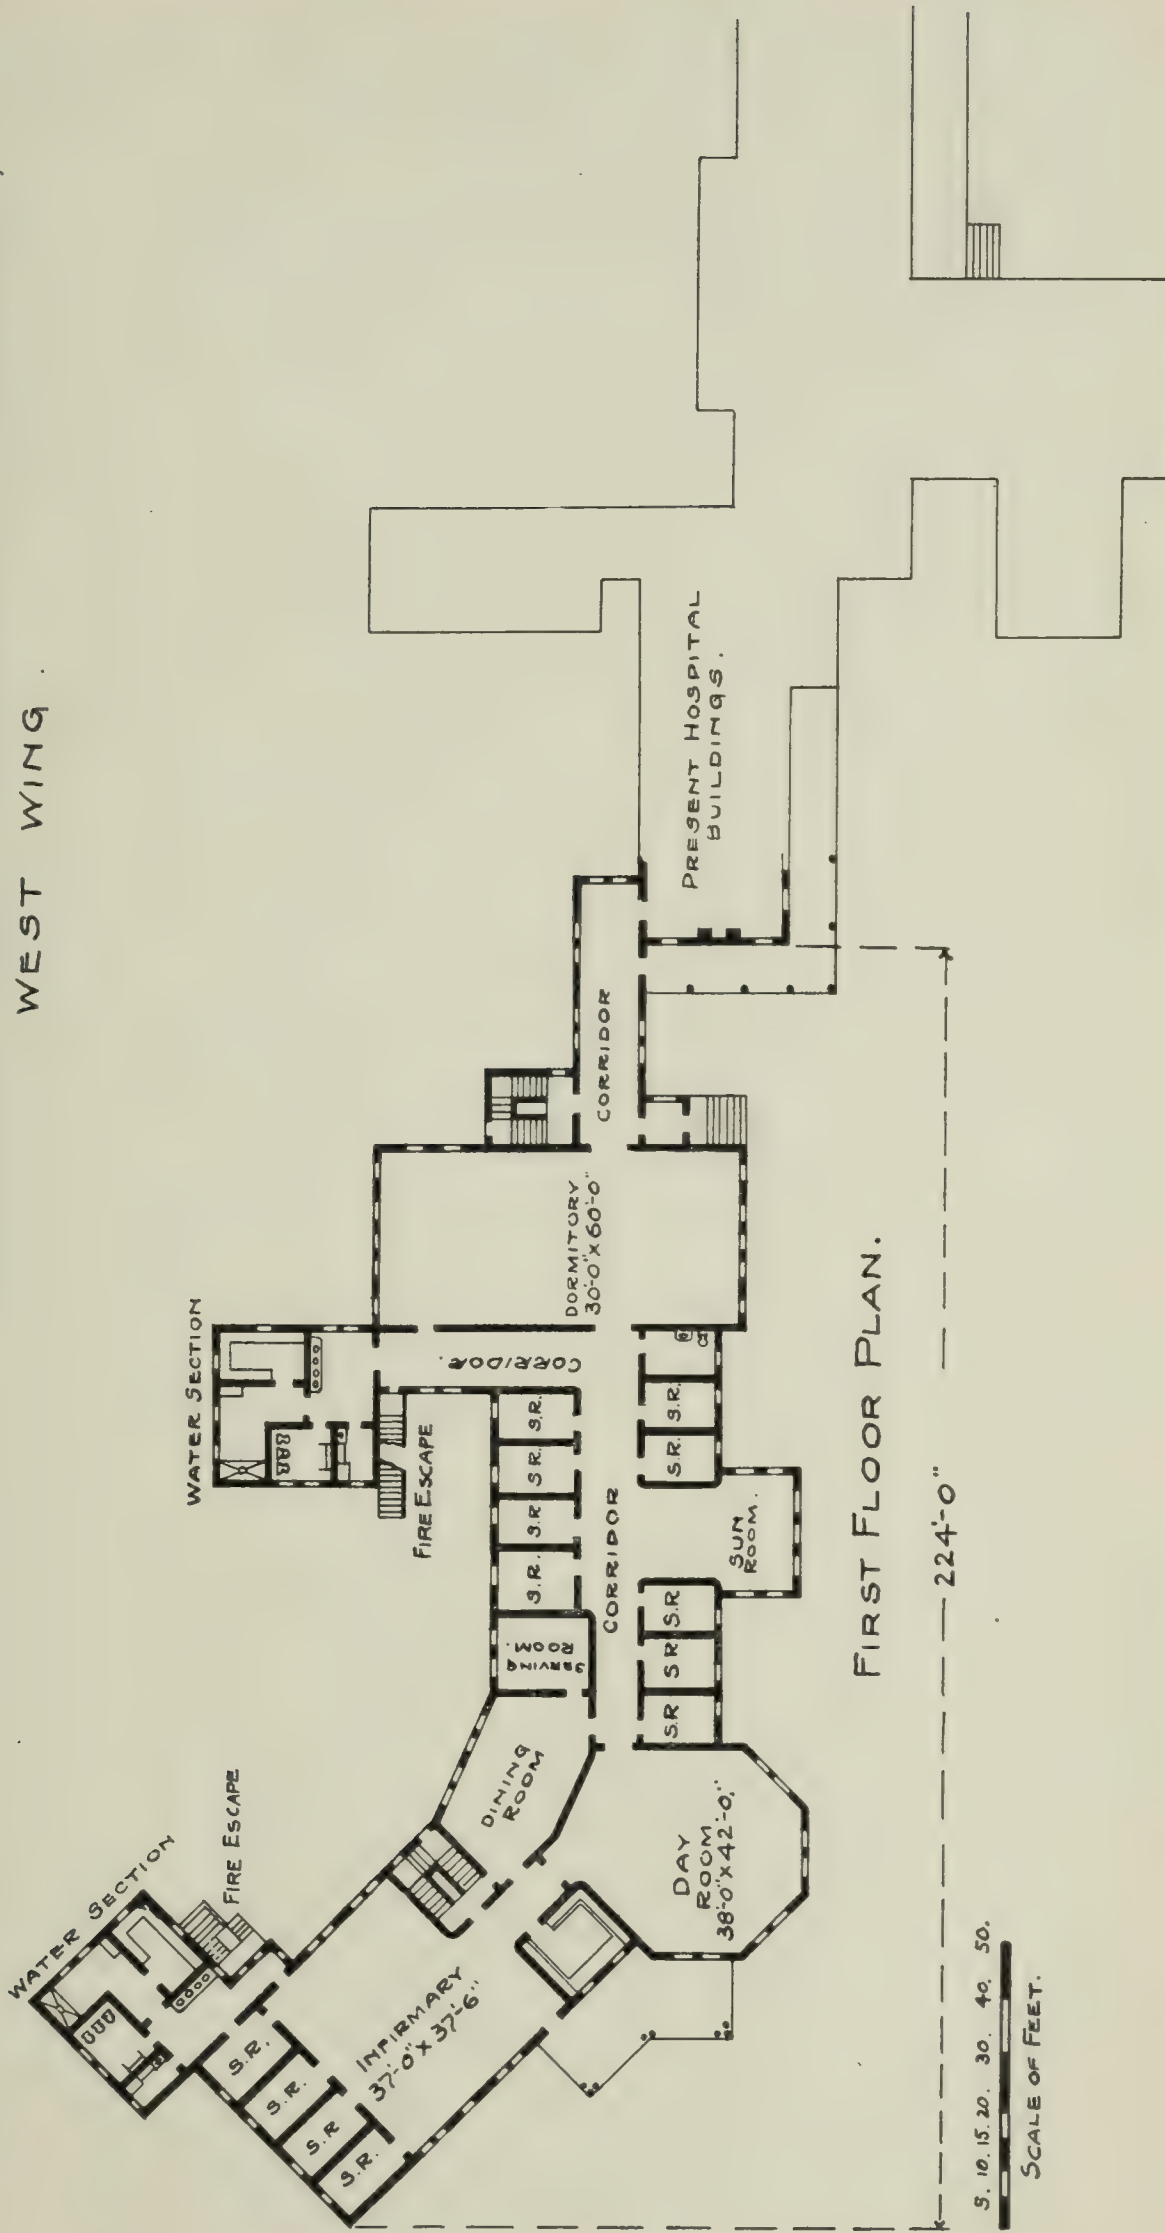 WEST WING.
WATER SECTION
FIRE ESCAPE
S.R.
S.R.
S.R
S.R.
INFIRMARY
37'-0" X 37'-6"
DINING
ROOM
DAY
ROOM
38'-0" X 42'-0."
SERVING
ROOM.
S.R.
S.R
S.R.
S.R.
CORRIDOR
S.R
S R
S.R
SUN
ROOM.
S.R.
S.R.
WATER SECTION
FIRE ESCAPE
CORRIDOR.
DORMITORY
30'-0" X 60'-0"
CORRIDOR
PRESENT HOSPITAL
BUILDINGS.
FIRST FLOOR PLAN.
224'-0"
5. 10. 15. 20. 30. 40. 50.
SCALE OF FEET.